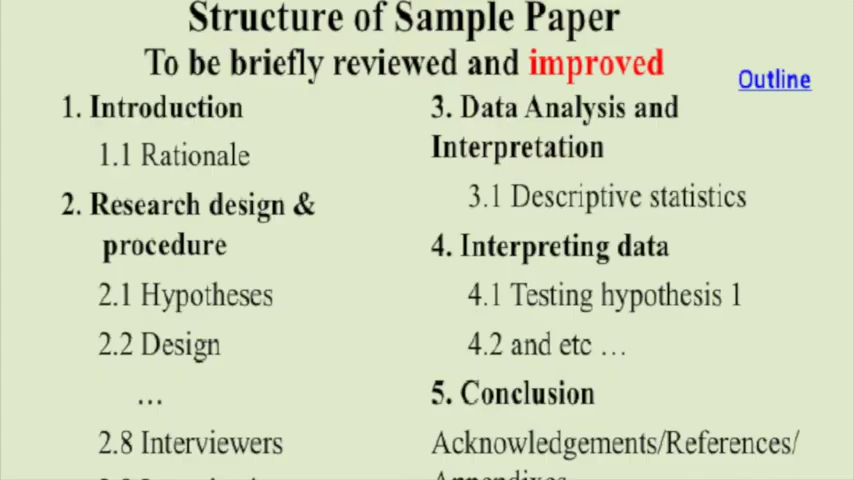 Structure of Sample Paper
To be briefly reviewed and improved
Outline
1. Introduction
1.1 Rationale
2. Research design &
procedure
2.1 Hypotheses
2.2 Design
...
2.8 Interviewers
3. Data Analysis and
Interpretation
3.1 Descriptive statistics
4. Interpreting data
4.1 Testing hypothesis 1
4.2 and etc …
5. Conclusion
Acknowledgements/References/
Appendixes